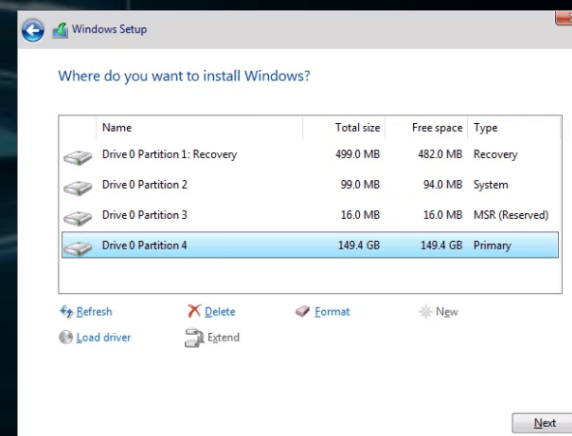 Windows Setup
Where do you want to install Windows?
Name Total size Free space Type
Drive 0 Partition 1: Recovery 499.0 MB 482.0 MB Recovery
Drive 0 Partition 2 99.0 MB 94.0 MB System
Drive 0 Partition 3 16.0 MB 16.0 MB MSR (Reserved)
Drive 0 Partition 4 149.4 GB 149.4 GB Primary
Refresh Delete Format New
Load driver Extend
Next